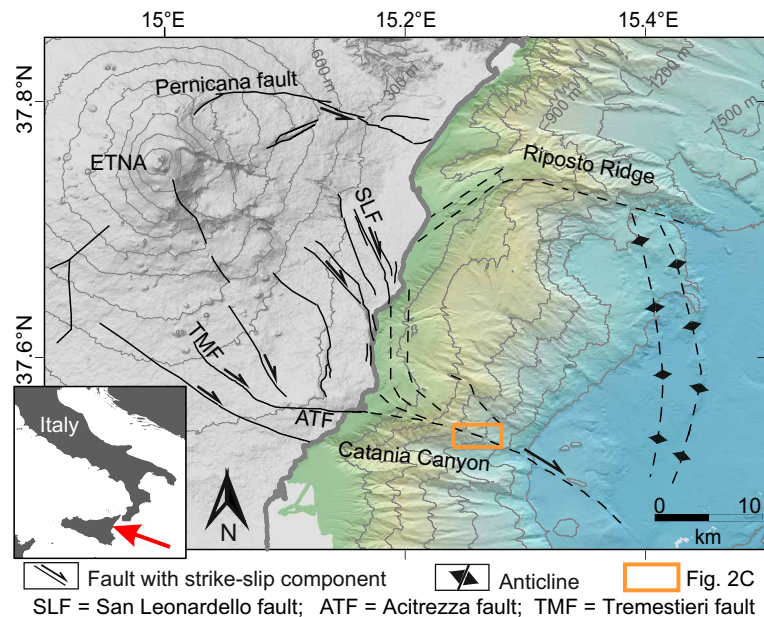 15°E 15.2°E 15.4°E
37.8°N
37.6°N
600 m
300 m
900 m
1200 m
1500 m
Pernicana fault
ETNA
Riposto Ridge
SLF
TMF
ATF
Catania Canyon
Italy
N
0 10
km
Fault with strike-slip component Anticline Fig. 2C
SLF = San Leonardello fault; ATF = Acitrezza fault; TMF = Tremestieri fault